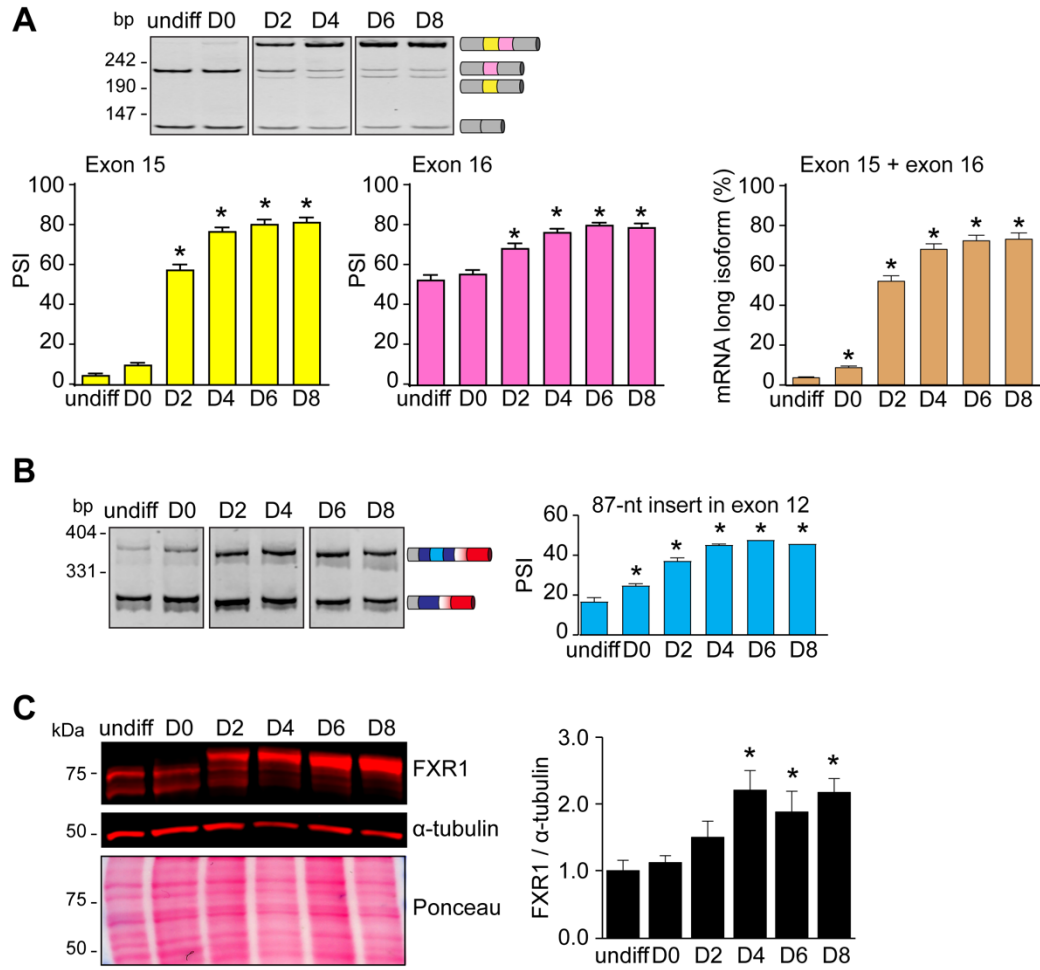 A
bp undiff D0 D2 D4 D6 D8
242
190
147
Exon 15
PSI
100
80
60
40
20
0
* * * *
undiff D0 D2 D4 D6 D8
Exon 16
PSI
100
80
60
40
20
0
* * * *
undiff D0 D2 D4 D6 D8
Exon 15 + exon 16
mRNA long isoform (%)
100
80
60
40
20
0
* * * * *
undiff D0 D2 D4 D6 D8
B
bp undiff D0 D2 D4 D6 D8
404
331
87-nt insert in exon 12
PSI
60
40
20
0
* * * * *
undiff D0 D2 D4 D6 D8
C
kDa undiff D0 D2 D4 D6 D8
75
FXR1
50
α-tubulin
75
Ponceau
50
FXR1 / α-tubulin
3.0
2.0
1.0
0.0
* * *
undiff D0 D2 D4 D6 D8